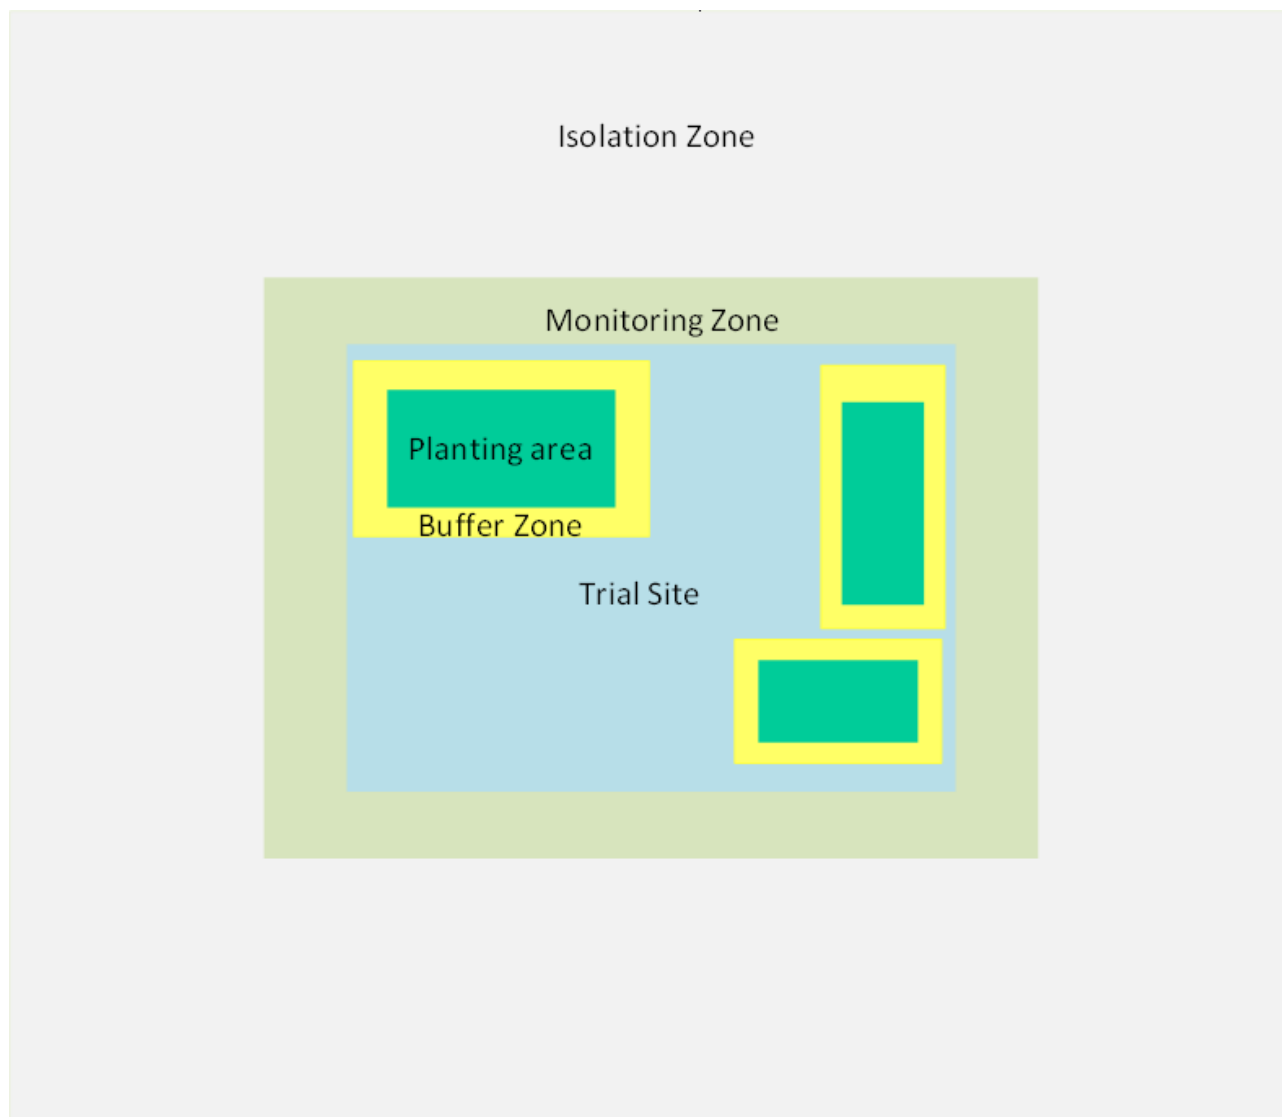 Isolation Zone
Monitoring Zone
Planting area
Buffer Zone
Trial Site